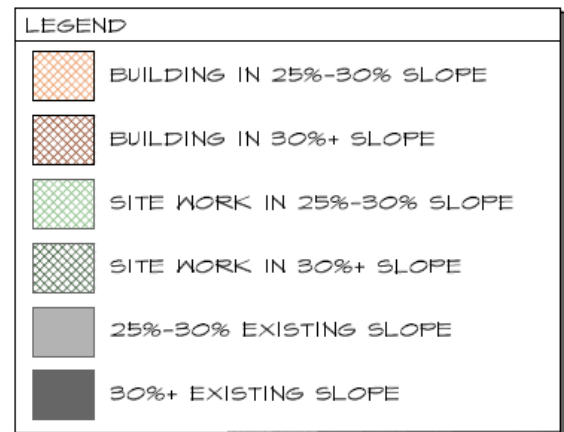 LEGEND
BUILDING IN 25%-30% SLOPE
BUILDING IN 30%+ SLOPE
SITE WORK IN 25%-30% SLOPE
SITE WORK IN 30%+ SLOPE
25%-30% EXISTING SLOPE
30%+ EXISTING SLOPE